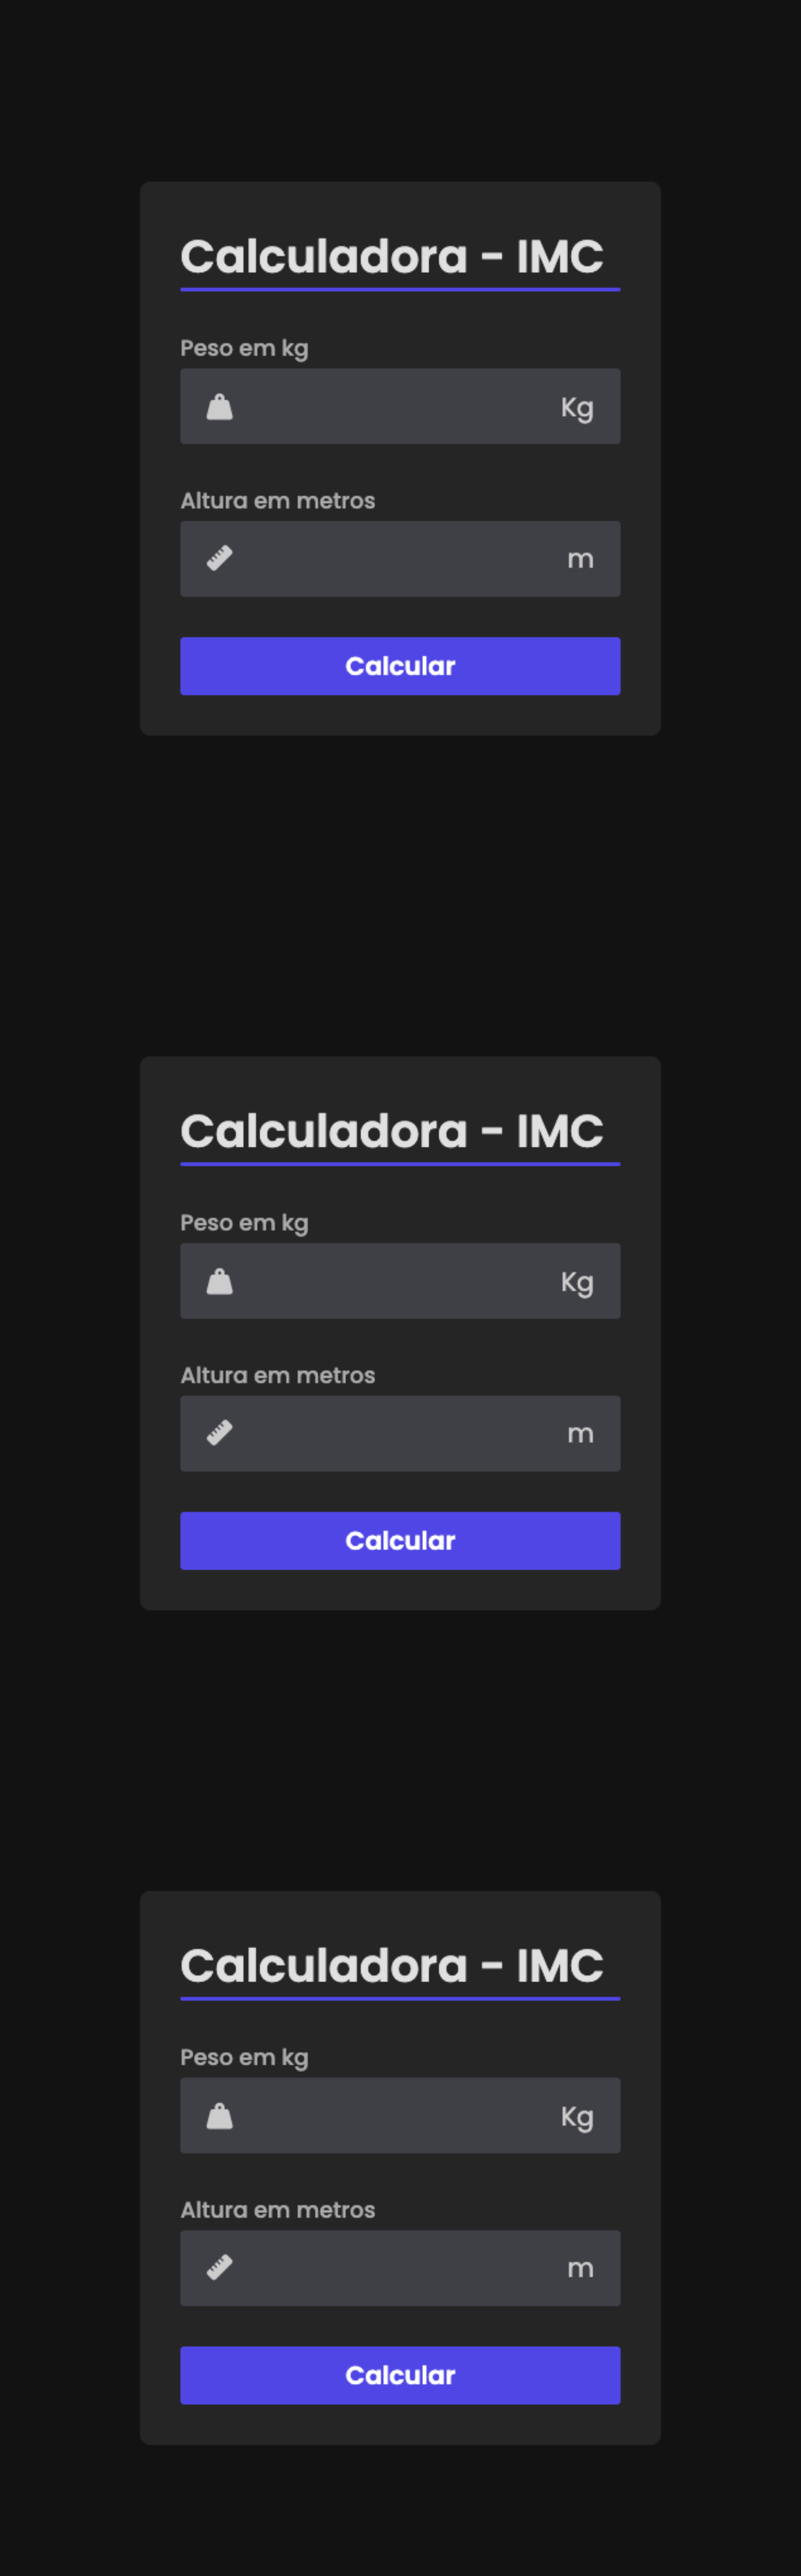 Calculadora - IMC
Peso em kg
Kg
Altura em metros
m
Calcular
Calculadora - IMC
Peso em kg
Kg
Altura em metros
m
Calcular
Calculadora - IMC
Peso em kg
Kg
Altura em metros
m
Calcular